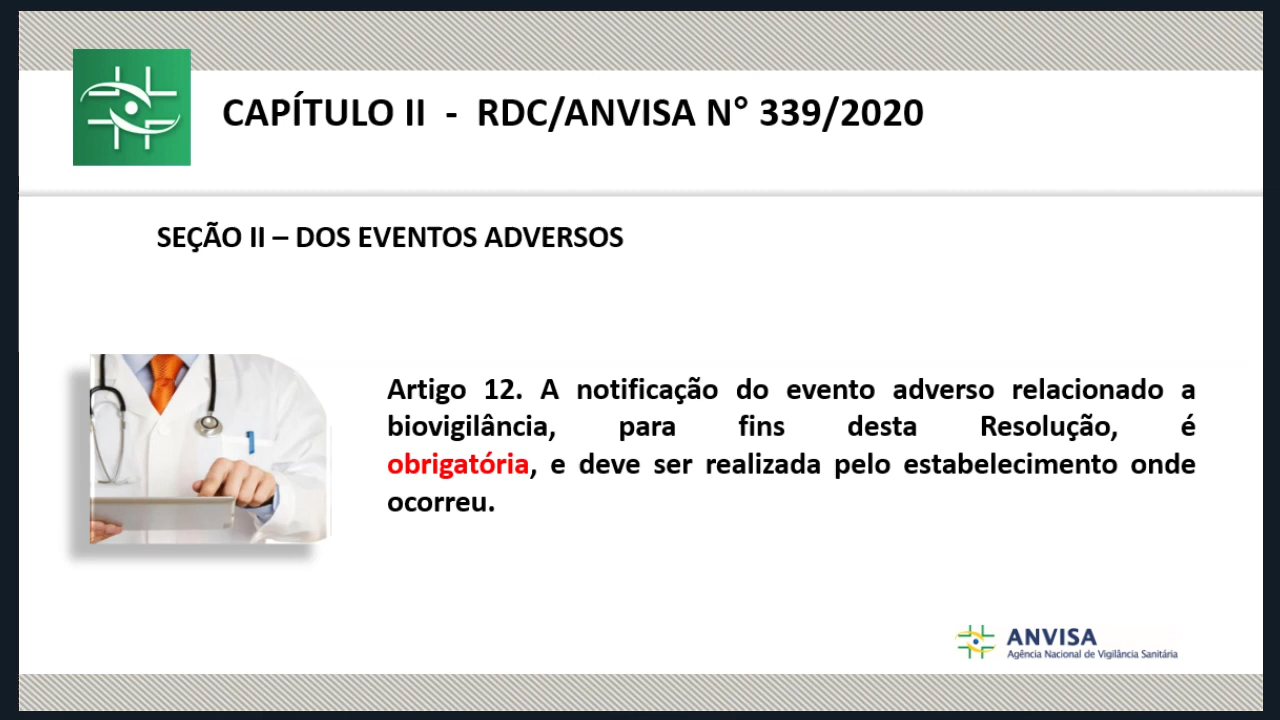 CAPÍTULO II - RDC/ANVISA N° 339/2020
SEÇÃO II – DOS EVENTOS ADVERSOS
Artigo 12. A notificação do evento adverso relacionado a
biovigilância, para fins desta Resolução, é
obrigatória, e deve ser realizada pelo estabelecimento onde
ocorreu.
ANVISA
Agência Nacional de Vigilância Sanitária